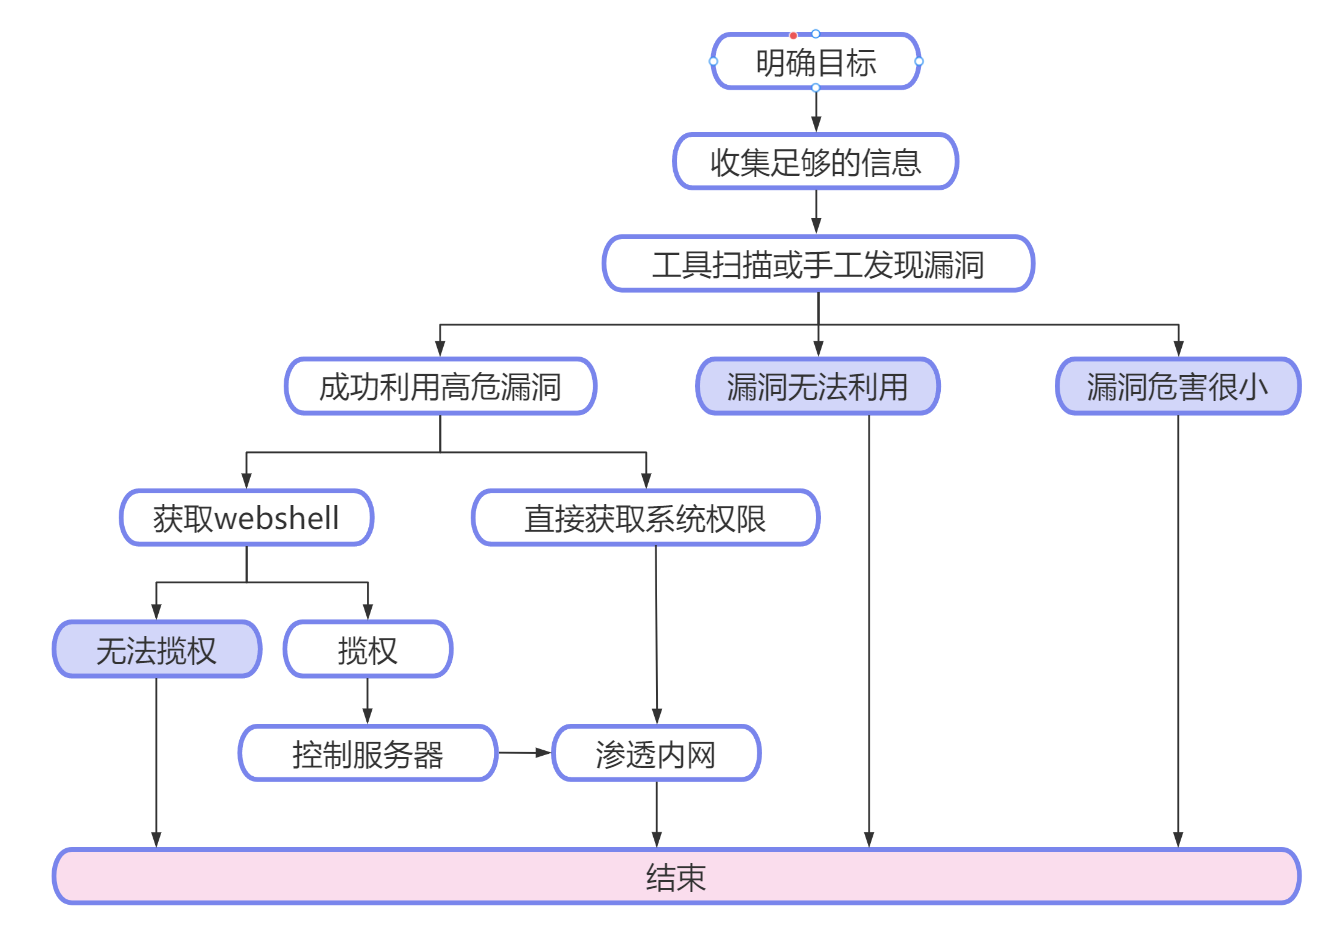 明确目标
收集足够的信息
工具扫描或手工发现漏洞
成功利用高危漏洞
漏洞无法利用
漏洞危害很小
获取webshell
直接获取系统权限
无法揽权
揽权
控制服务器
渗透内网
结束